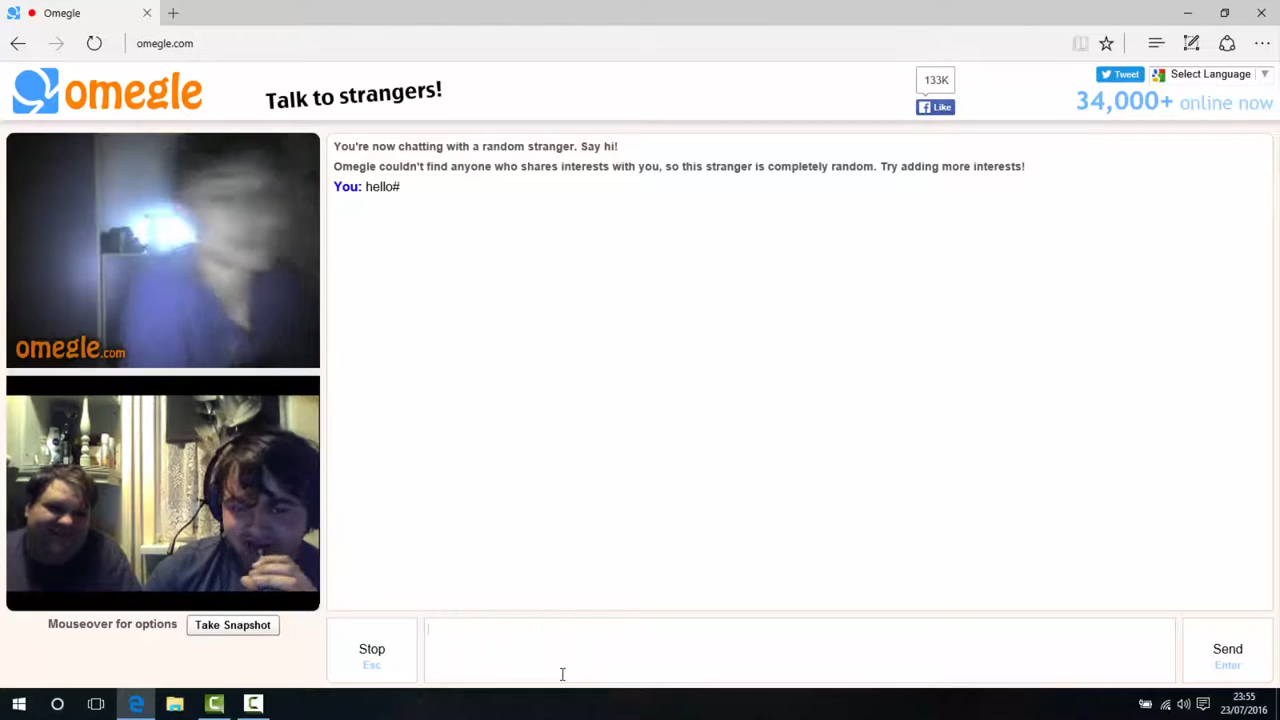 Omegle
omegle.com
omegle
Talk to strangers!
133K
Like
Tweet
Select Language
34,000+ online now
omegle.com
You're now chatting with a random stranger. Say hi!
Omegle couldn't find anyone who shares interests with you, so this stranger is completely random. Try adding more interests!
You: hello#
Mouseover for options
Take Snapshot
Stop
Esc
Send
Enter
23:55
23/07/2016